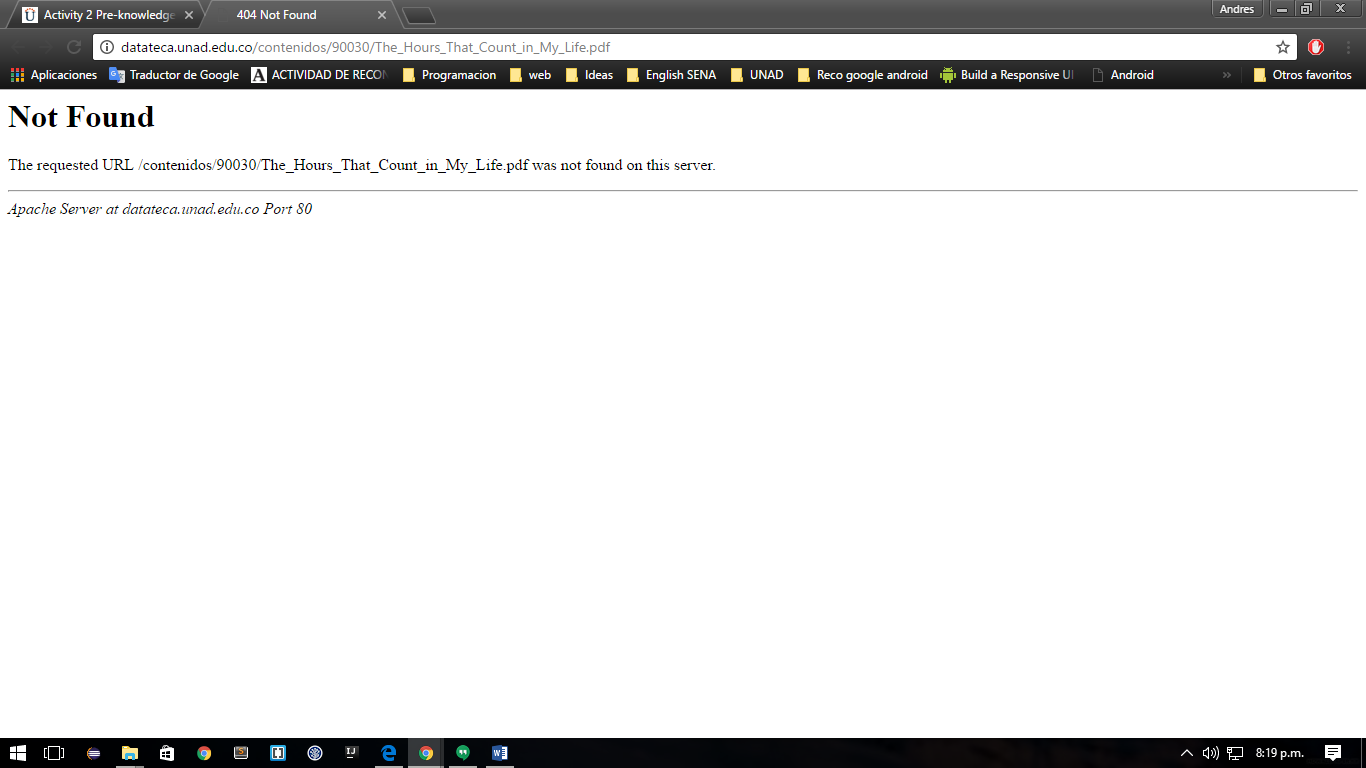 Activity 2 Pre-knowledge
404 Not Found
Andres
datateca.unad.edu.co/contenidos/90030/The_Hours_That_Count_in_My_Life.pdf
Aplicaciones Traductor de Google ACTIVIDAD DE RECON Programacion web Ideas English SENA UNAD Reco google android Build a Responsive UI Android » Otros favoritos
Not Found
The requested URL /contenidos/90030/The_Hours_That_Count_in_My_Life.pdf was not found on this server.
Apache Server at datateca.unad.edu.co Port 80
8:19 p.m.